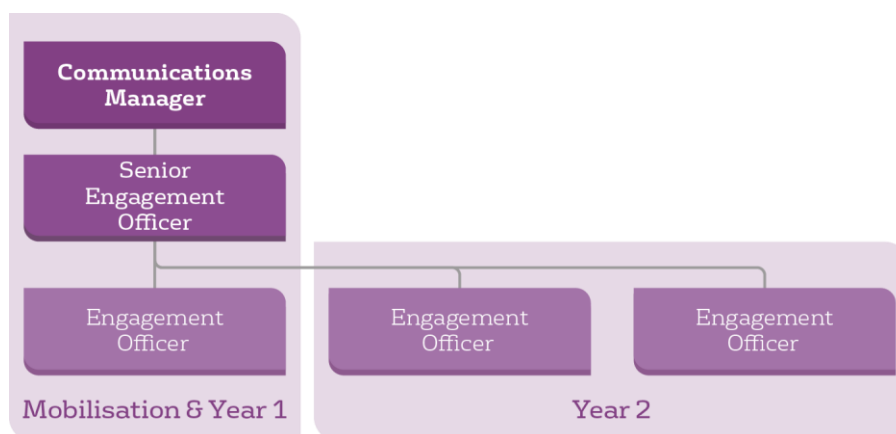 Communications
Manager
Senior
Engagement
Officer
Engagement
Officer
Engagement
Officer
Engagement
Officer
Mobilisation & Year 1
Year 2